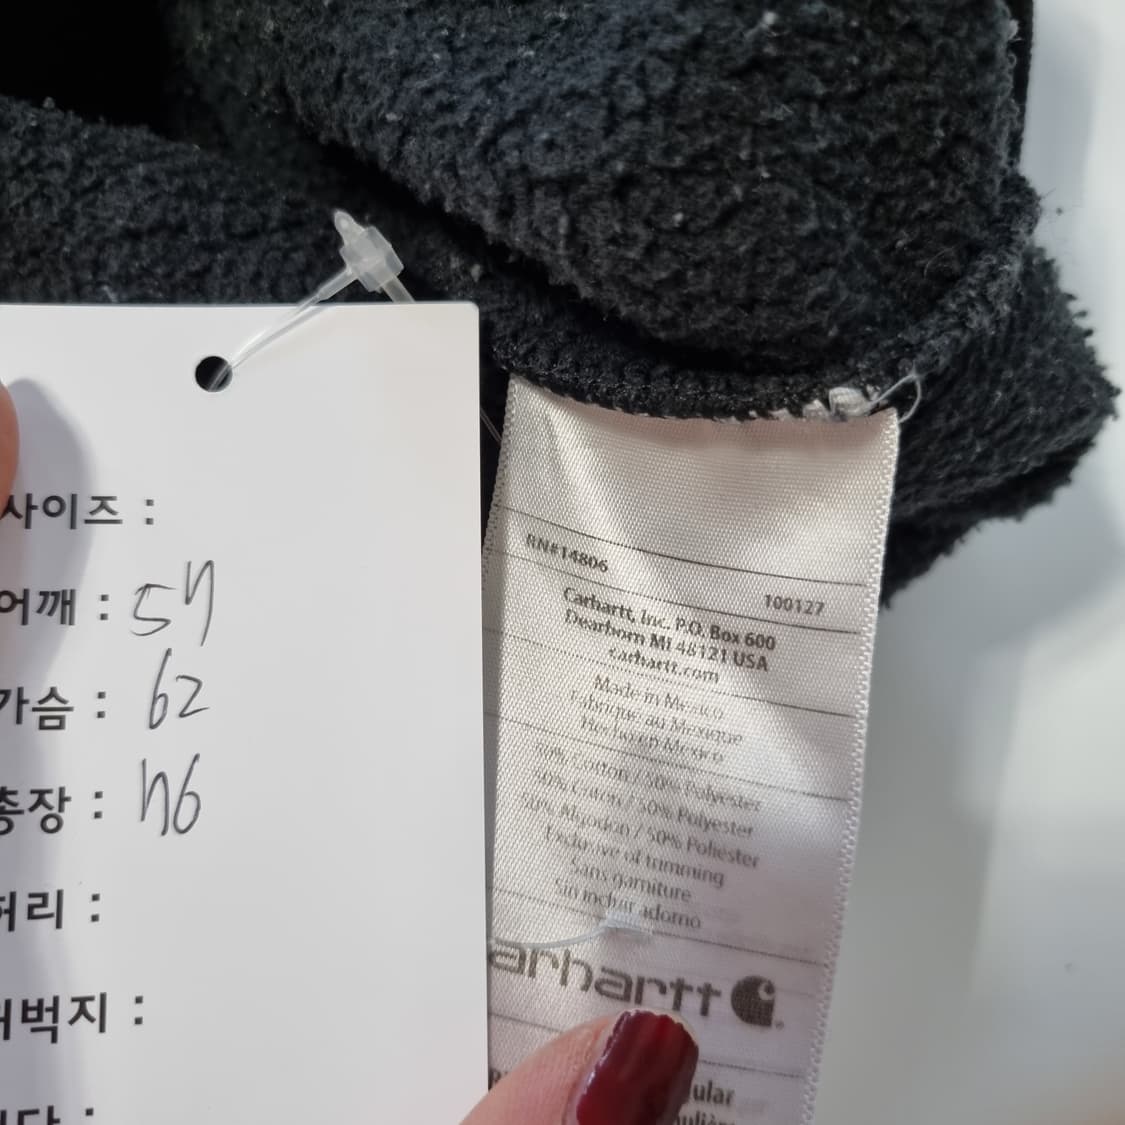 사이즈 :
어깨 : 57
가슴 : 62
총장 : 76
허리 :
허벅지 :
RN#14806
100127
Carhartt, Inc. P.O. Box 600
Dearborn MI 48121 USA
carhartt.com
Made in Mexico
Fabriqué au Mexique
Hecho en Mexico
50% Cotton / 50% Polyester
50% Coton / 50% Polyester
50% Algodon / 50% Poliester
Exclusive of trimming
Sans garniture
Sin incluir adorno
arhartt